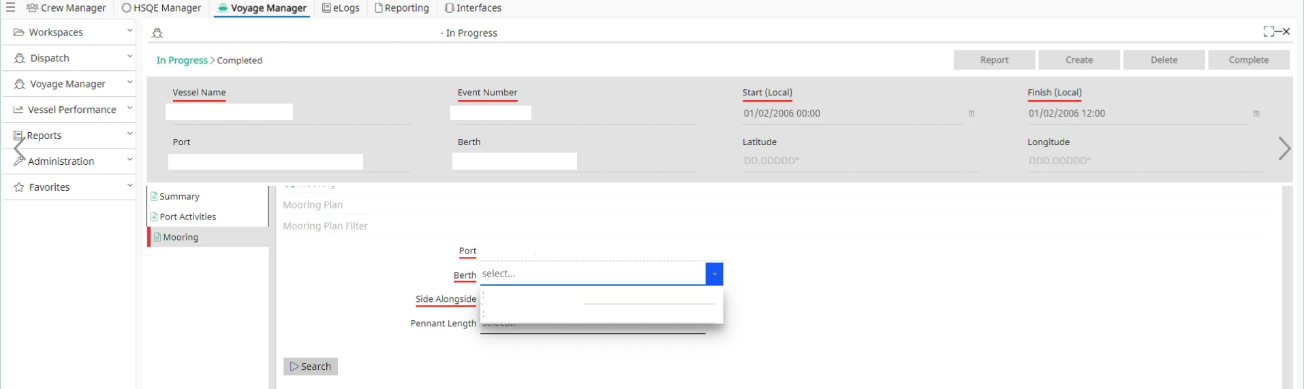 Crew Manager HSQE Manager Voyage Manager eLogs Reporting Interfaces
Workspaces
- In Progress
Dispatch
In Progress > Completed
Report Create Delete Complete
Voyage Manager
Vessel Name Event Number Start (Local) Finish (Local)
Vessel Performance
01/02/2006 00:00 01/02/2006 12:00
Reports
Port Berth Latitude Longitude
Administration
DD.DDDDD° DDD.DDDDD°
Favorites
Summary
Mooring Plan
Port Activities
Mooring Plan Filter
Mooring
Port
Berth select...
Side Alongside
Pennant Length
Search